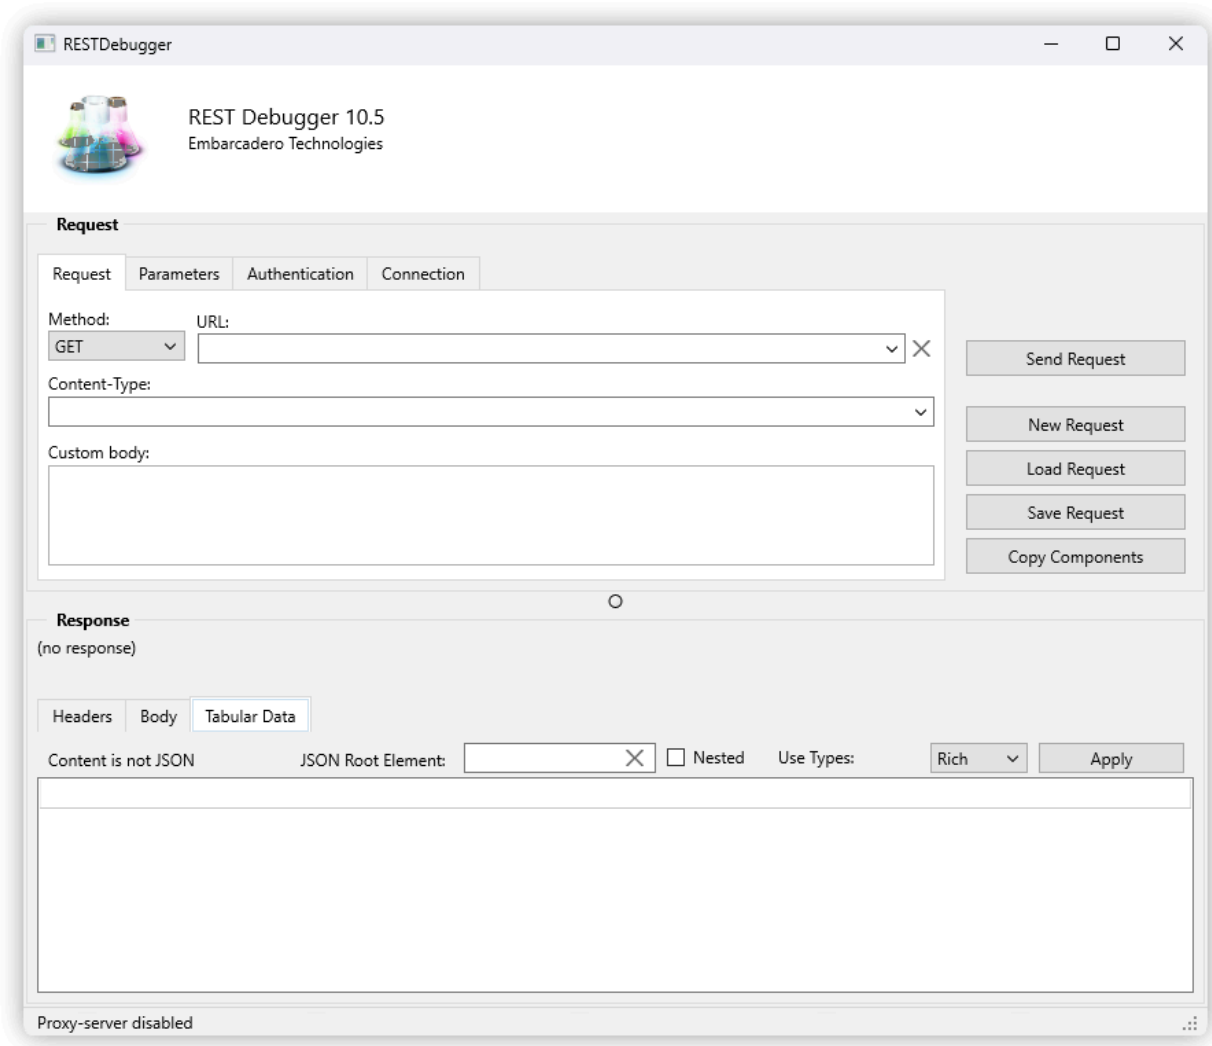 RESTDebugger
REST Debugger 10.5
Embarcadero Technologies
Request
Request Parameters Authentication Connection
Method: URL:
GET
Send Request
Content-Type:
New Request
Custom body:
Load Request
Save Request
Copy Components
Response
(no response)
Headers Body Tabular Data
Content is not JSON JSON Root Element: Nested Use Types: Rich Apply
Proxy-server disabled